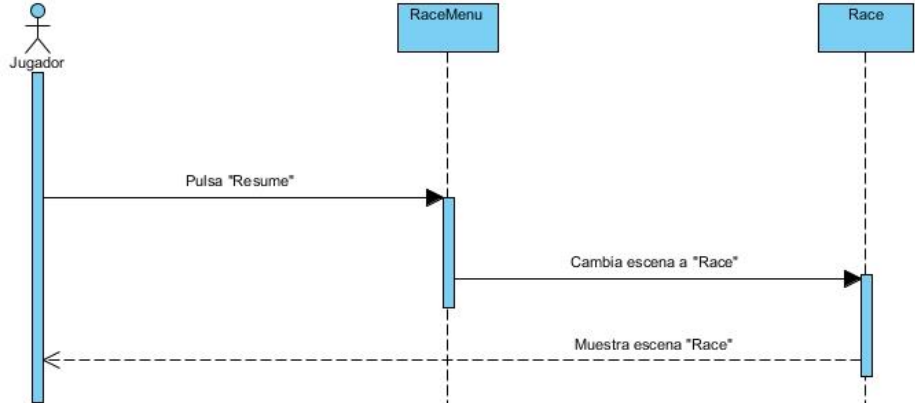 RaceMenu
Race
Jugador
Pulsa "Resume"
Cambia escena a "Race"
Muestra escena "Race"